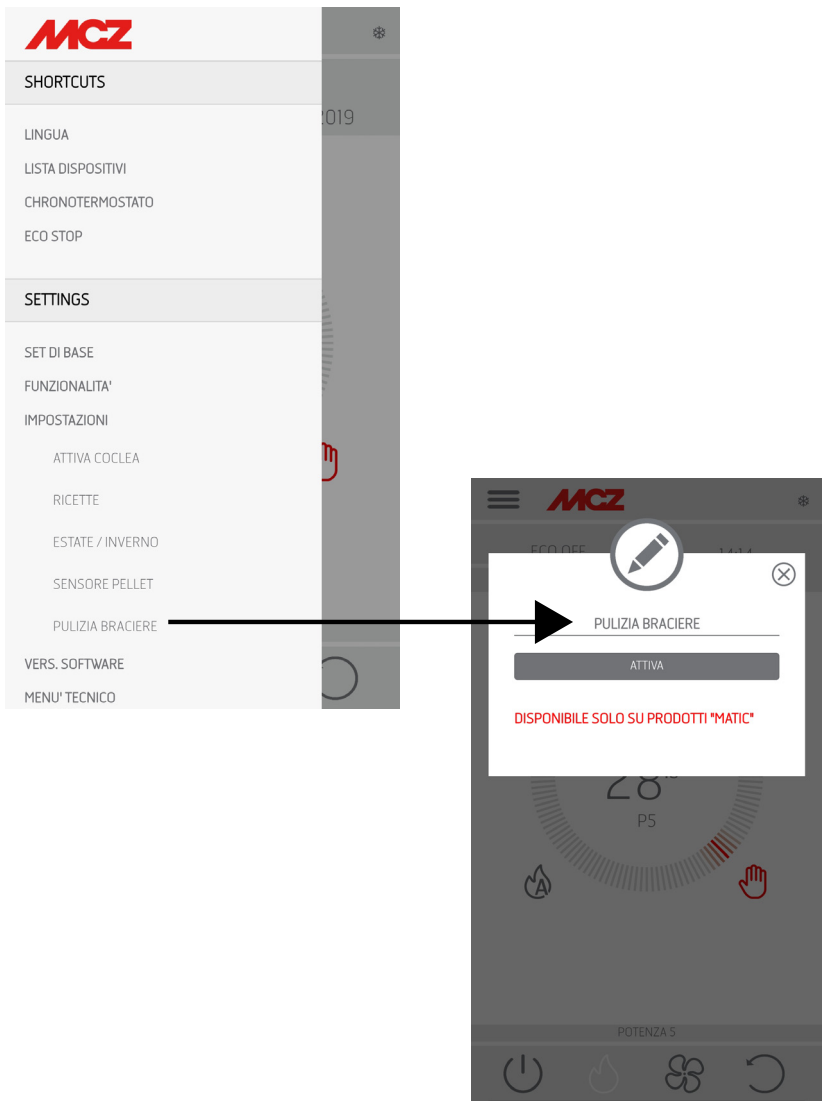 MCZ
SHORTCUTS
2019
LINGUA
LISTA DISPOSITIVI
CHRONOTERMOSTATO
ECO STOP
SETTINGS
SET DI BASE
FUNZIONALITA'
IMPOSTAZIONI
ATTIVA COCLEA
RICETTE
ESTATE / INVERNO
SENSORE PELLET
PULIZIA BRACIERE
VERS. SOFTWARE
MENU' TECNICO
MCZ
ECO OFF
14:14
PULIZIA BRACIERE
ATTIVA
DISPONIBILE SOLO SU PRODOTTI "MATIC"
28
P5
A
POTENZA 5